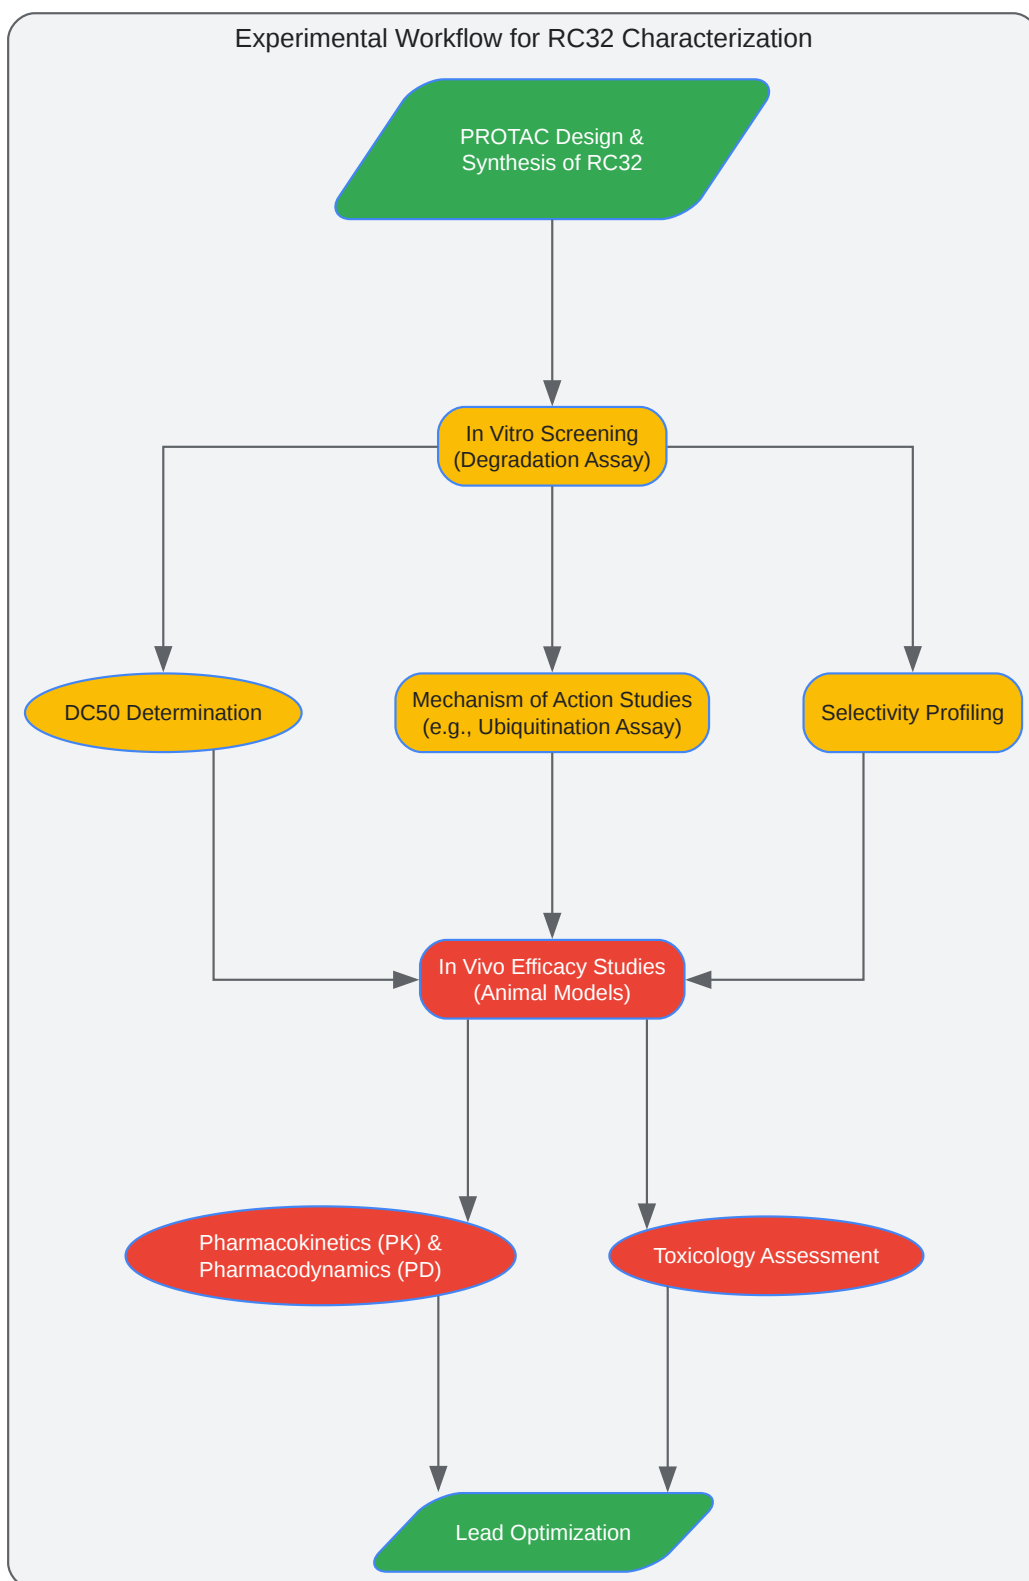 Experimental Workflow for RC32 Characterization
PROTAC Design &
Synthesis of RC32
In Vitro Screening
(Degradation Assay)
DC50 Determination
Mechanism of Action Studies
(e.g., Ubiquitination Assay)
Selectivity Profiling
In Vivo Efficacy Studies
(Animal Models)
Pharmacokinetics (PK) &
Pharmacodynamics (PD)
Toxicology Assessment
Lead Optimization